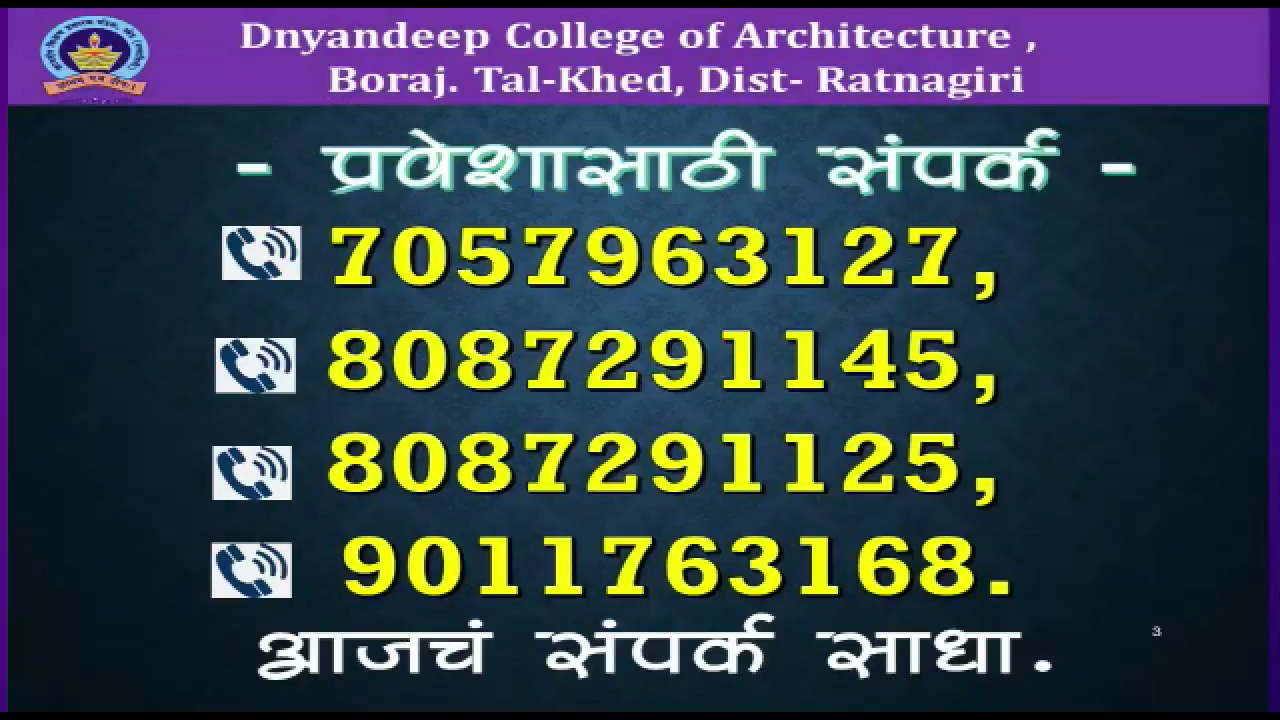 Dnyandeep College of Architecture ,
Boraj. Tal-Khed, Dist- Ratnagiri
- प्रवेशासाठी संपर्क -
7057963127,
8087291145,
8087291125,
9011763168.
आजचं संपर्क साधा.
3